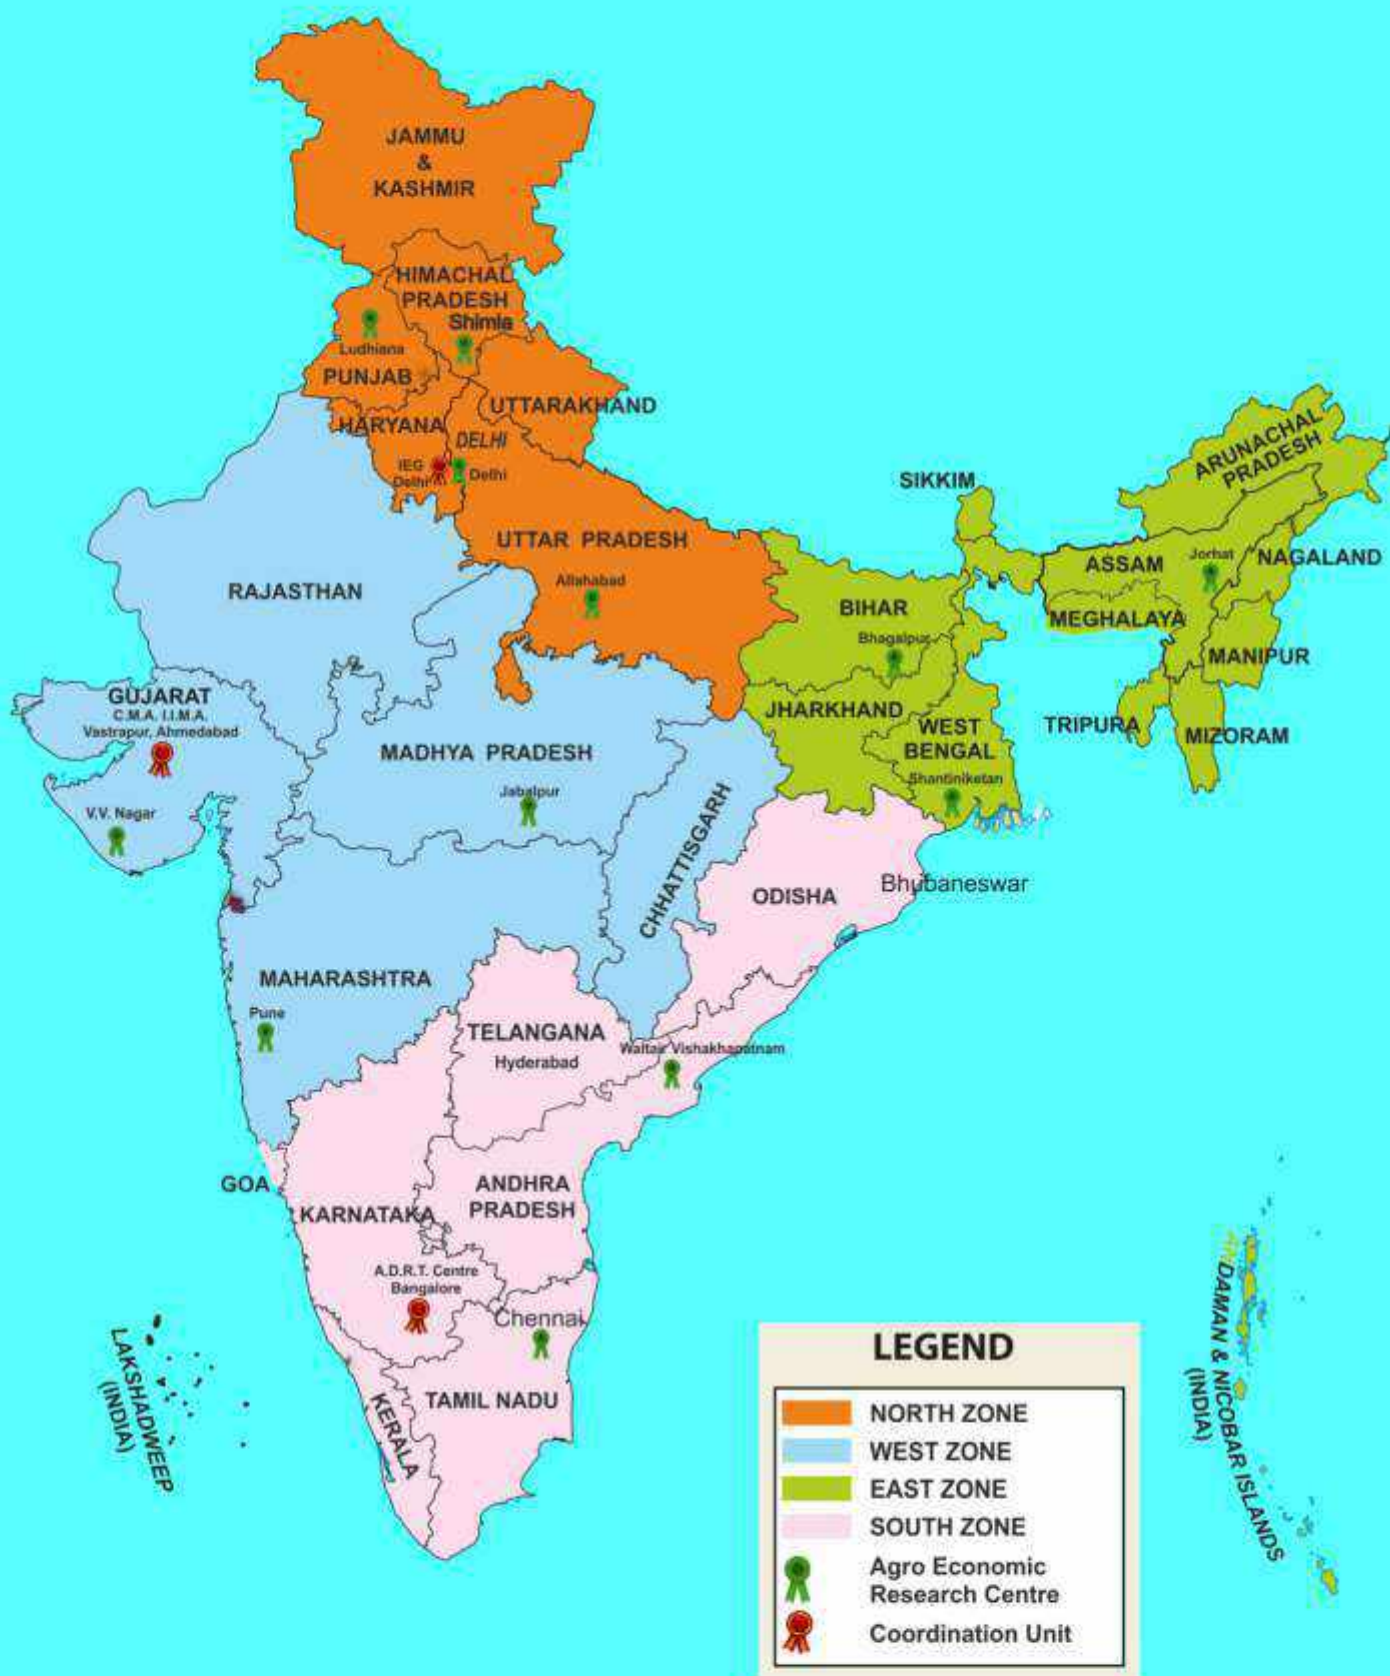 JAMMU
&
KASHMIR
HIMACHAL
PRADESH
Shimla
Ludhiana
PUNJAB
UTTARAKHAND
HARYANA
DELHI
IEG
Delhi
Delhi
ARUNACHAL
PRADESH
SIKKIM
UTTAR PRADESH
Allahabad
RAJASTHAN
ASSAM
Jorhat
NAGALAND
BIHAR
Bhagalpur
MEGHALAYA
MANIPUR
GUJARAT
C.M.A. I.I.M.A.
Vastrapur, Ahmedabad
JHARKHAND
WEST
BENGAL
Shantiniketan
TRIPURA
MIZORAM
MADHYA PRADESH
Jabalpur
V.V. Nagar
CHHATTISGARH
ODISHA
Bhubaneswar
MAHARASHTRA
Pune
TELANGANA
Hyderabad
Waltair Vishakhapatnam
GOA
KARNATAKA
ANDHRA
PRADESH
A.D.R.T. Centre
Bangalore
Chennai
TAMIL NADU
KERALA
LAKSHADWEEP
(INDIA)
DAMAN & NICOBAR ISLANDS
(INDIA)
LEGEND
NORTH ZONE
WEST ZONE
EAST ZONE
SOUTH ZONE
Agro Economic
Research Centre
Coordination Unit